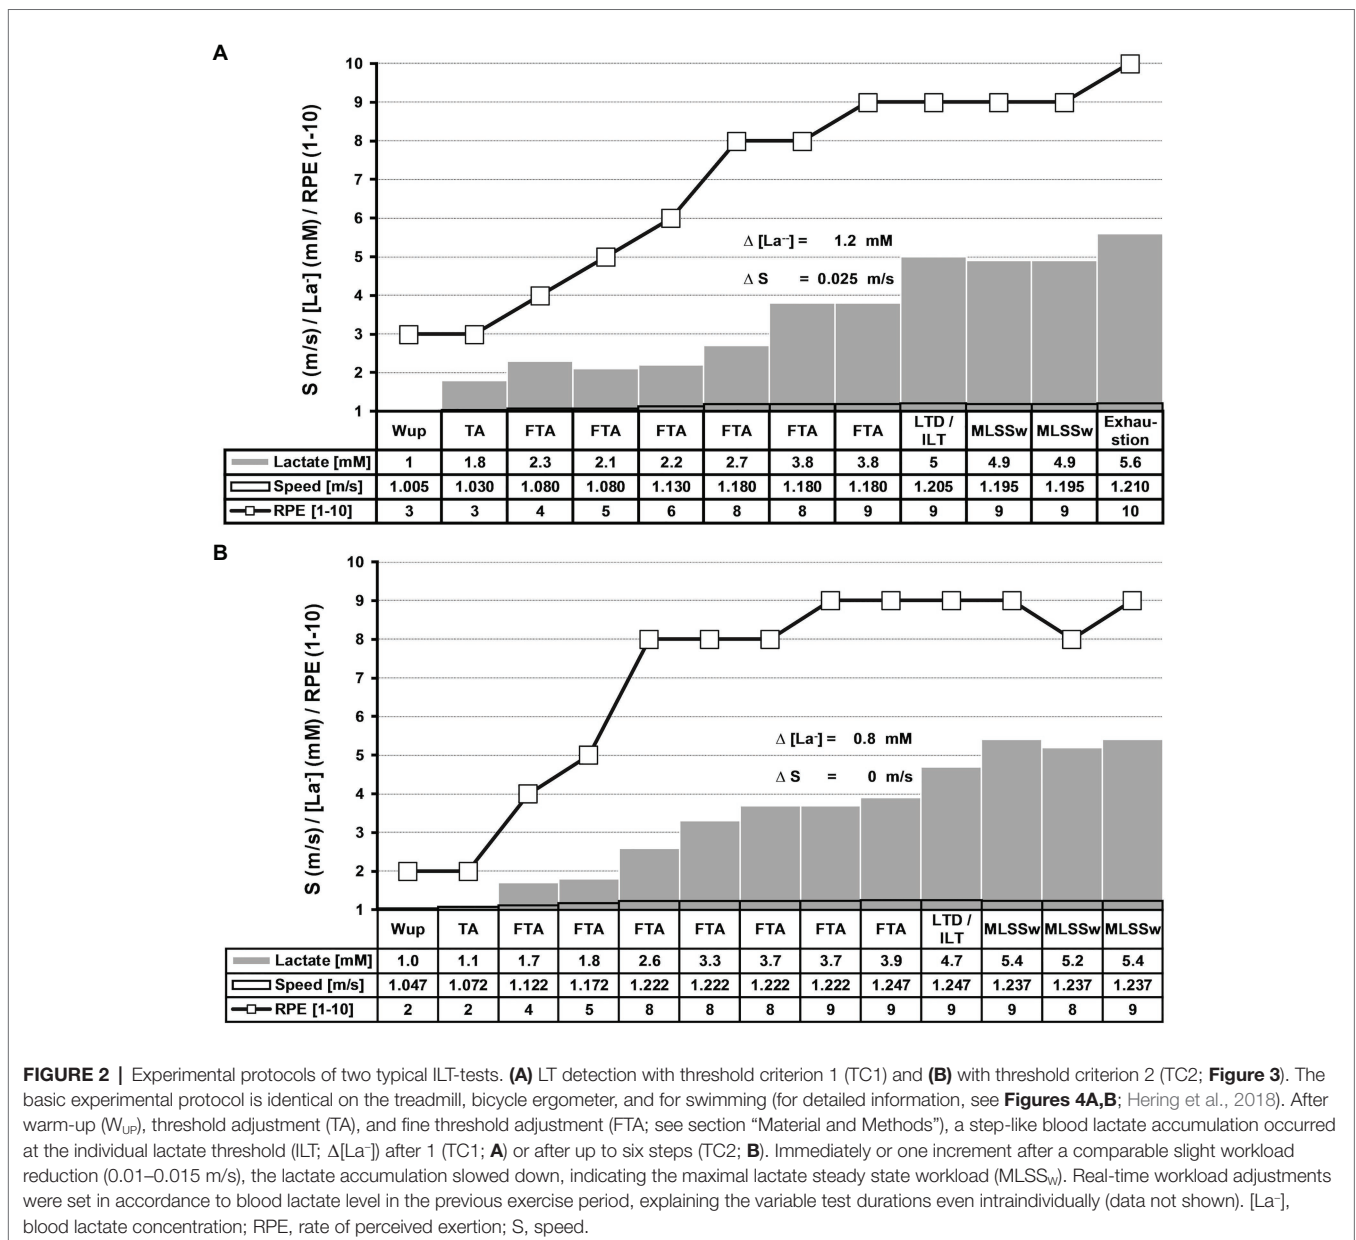 A
S (m/s) / [La⁻] (mM) / RPE (1-10)
10
9
8
7
6
5
4
3
2
1
Δ [La⁻] = 1.2 mM
Δ S = 0.025 m/s
Wup TA FTA FTA FTA FTA FTA FTA LTD / ILT MLSSw MLSSw Exhau-stion
Lactate [mM] 1 1.8 2.3 2.1 2.2 2.7 3.8 3.8 5 4.9 4.9 5.6
Speed [m/s] 1.005 1.030 1.080 1.080 1.130 1.180 1.180 1.180 1.205 1.195 1.195 1.210
RPE [1-10] 3 3 4 5 6 8 8 9 9 9 9 10
B
S (m/s) / [La⁻] (mM) / RPE (1-10)
10
9
8
7
6
5
4
3
2
1
Δ [La⁻] = 0.8 mM
Δ S = 0 m/s
Wup TA FTA FTA FTA FTA FTA FTA FTA LTD / ILT MLSSw MLSSw MLSSw
Lactate [mM] 1.0 1.1 1.7 1.8 2.6 3.3 3.7 3.7 3.9 4.7 5.4 5.2 5.4
Speed [m/s] 1.047 1.072 1.122 1.172 1.222 1.222 1.222 1.222 1.247 1.247 1.237 1.237 1.237
RPE [1-10] 2 2 4 5 8 8 8 9 9 9 9 8 9
FIGURE 2 | Experimental protocols of two typical ILT-tests. (A) LT detection with threshold criterion 1 (TC1) and (B) with threshold criterion 2 (TC2; Figure 3). The
basic experimental protocol is identical on the treadmill, bicycle ergometer, and for swimming (for detailed information, see Figures 4A,B; Hering et al., 2018). After
warm-up (W_UP), threshold adjustment (TA), and fine threshold adjustment (FTA; see section “Material and Methods”), a step-like blood lactate accumulation occurred
at the individual lactate threshold (ILT; Δ[La⁻]) after 1 (TC1; A) or after up to six steps (TC2; B). Immediately or one increment after a comparable slight workload
reduction (0.01–0.015 m/s), the lactate accumulation slowed down, indicating the maximal lactate steady state workload (MLSS_W). Real-time workload adjustments
were set in accordance to blood lactate level in the previous exercise period, explaining the variable test durations even intraindividually (data not shown). [La⁻],
blood lactate concentration; RPE, rate of perceived exertion; S, speed.